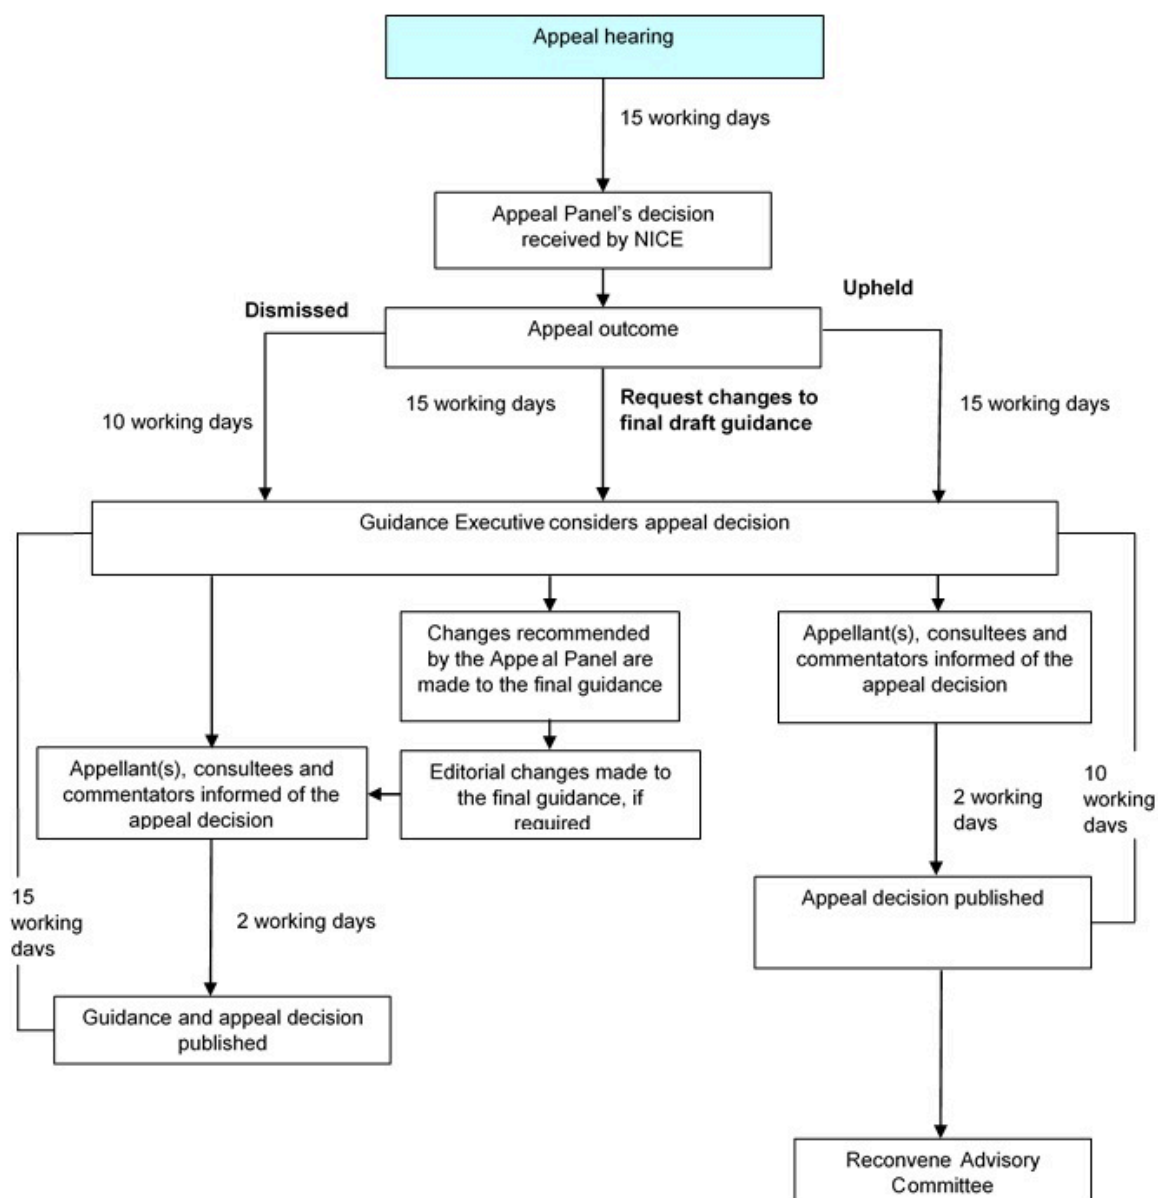 Appeal hearing
15 working days
Appeal Panel's decision
received by NICE
Dismissed
Upheld
Appeal outcome
10 working days
15 working days
Request changes to
final draft guidance
15 working days
Guidance Executive considers appeal decision
Changes recommended
by the Appeal Panel are
made to the final guidance
Appellant(s), consultees and
commentators informed of the
appeal decision
Appellant(s), consultees and
commentators informed of the
appeal decision
Editorial changes made to
the final guidance, if
required
2 working
days
10
working
days
15
working
days
2 working days
Appeal decision published
Guidance and appeal decision
published
Reconvene Advisory
Committee